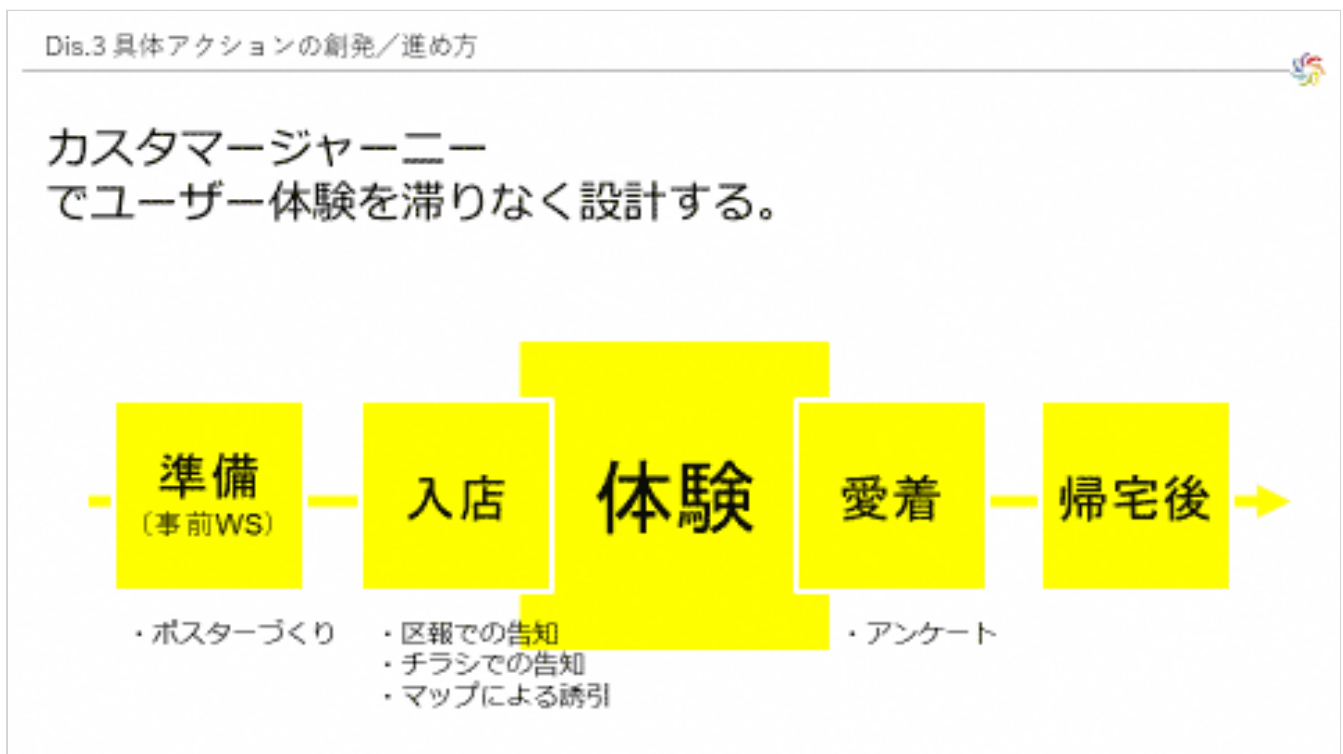 Dis.3 具体アクションの創発／進め方
カスタマージャーニー
でユーザー体験を滞りなく設計する。
準備
（事前WS）
入店
体験
愛着
帰宅後
・ポスターづくり
・区報での告知
・チラシでの告知
・マップによる誘引
・アンケート